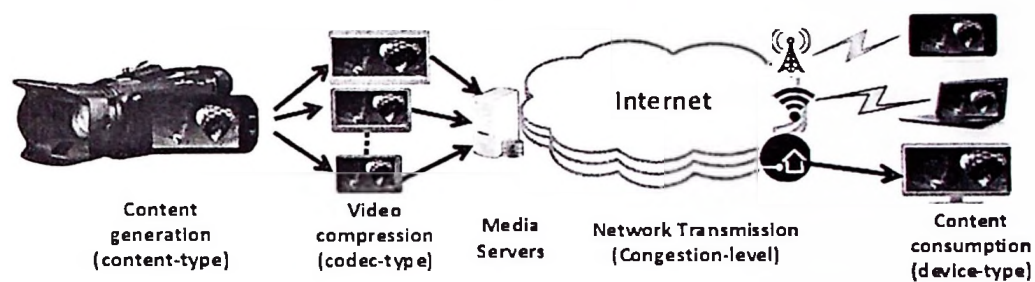 Internet
Content
generation
(content-type)
Video
compression
(codec-type)
Media
Servers
Network Transmission
(Congestion-level)
Content
consumption
(device-type)